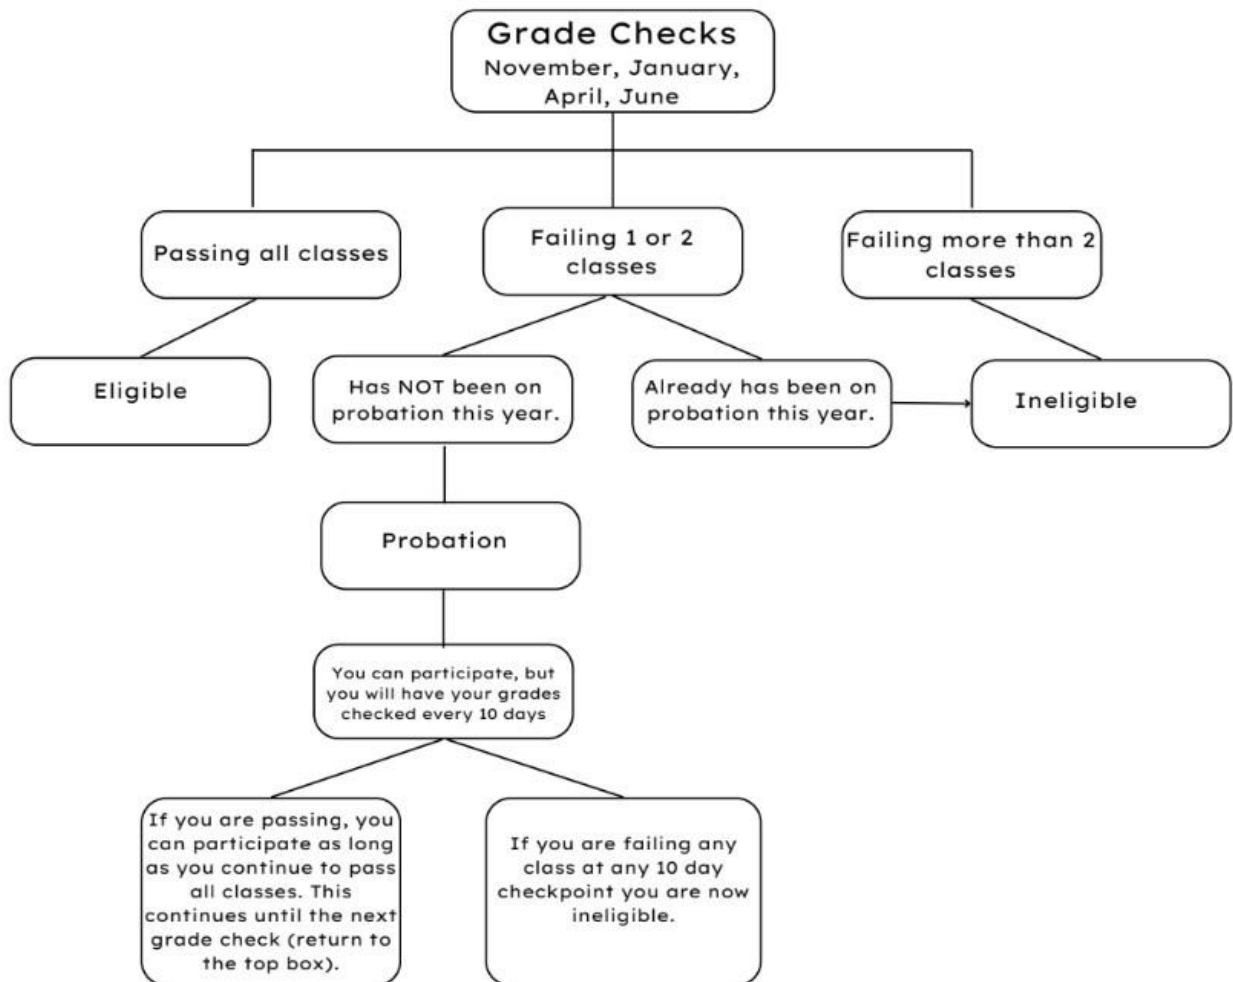 Grade Checks
November, January,
April, June
Passing all classes
Failing 1 or 2
classes
Failing more than 2
classes
Eligible
Has NOT been on
probation this year.
Already has been on
probation this year.
Ineligible
Probation
You can participate, but
you will have your grades
checked every 10 days
If you are passing, you
can participate as long
as you continue to pass
all classes. This
continues until the next
grade check (return to
the top box).
If you are failing any
class at any 10 day
checkpoint you are now
ineligible.